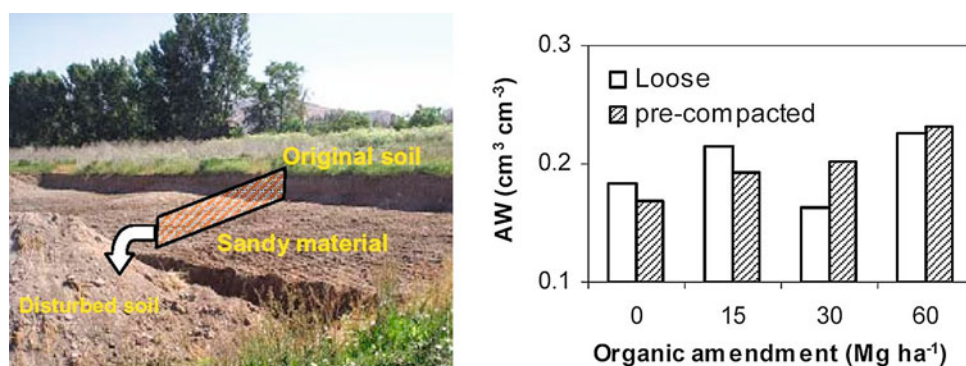 Original soil
Sandy material
Disturbed soil
0.3
0.2
0.1
AW (cm³ cm⁻³)
Loose
pre-compacted
0 15 30 60
Organic amendment (Mg ha⁻¹)